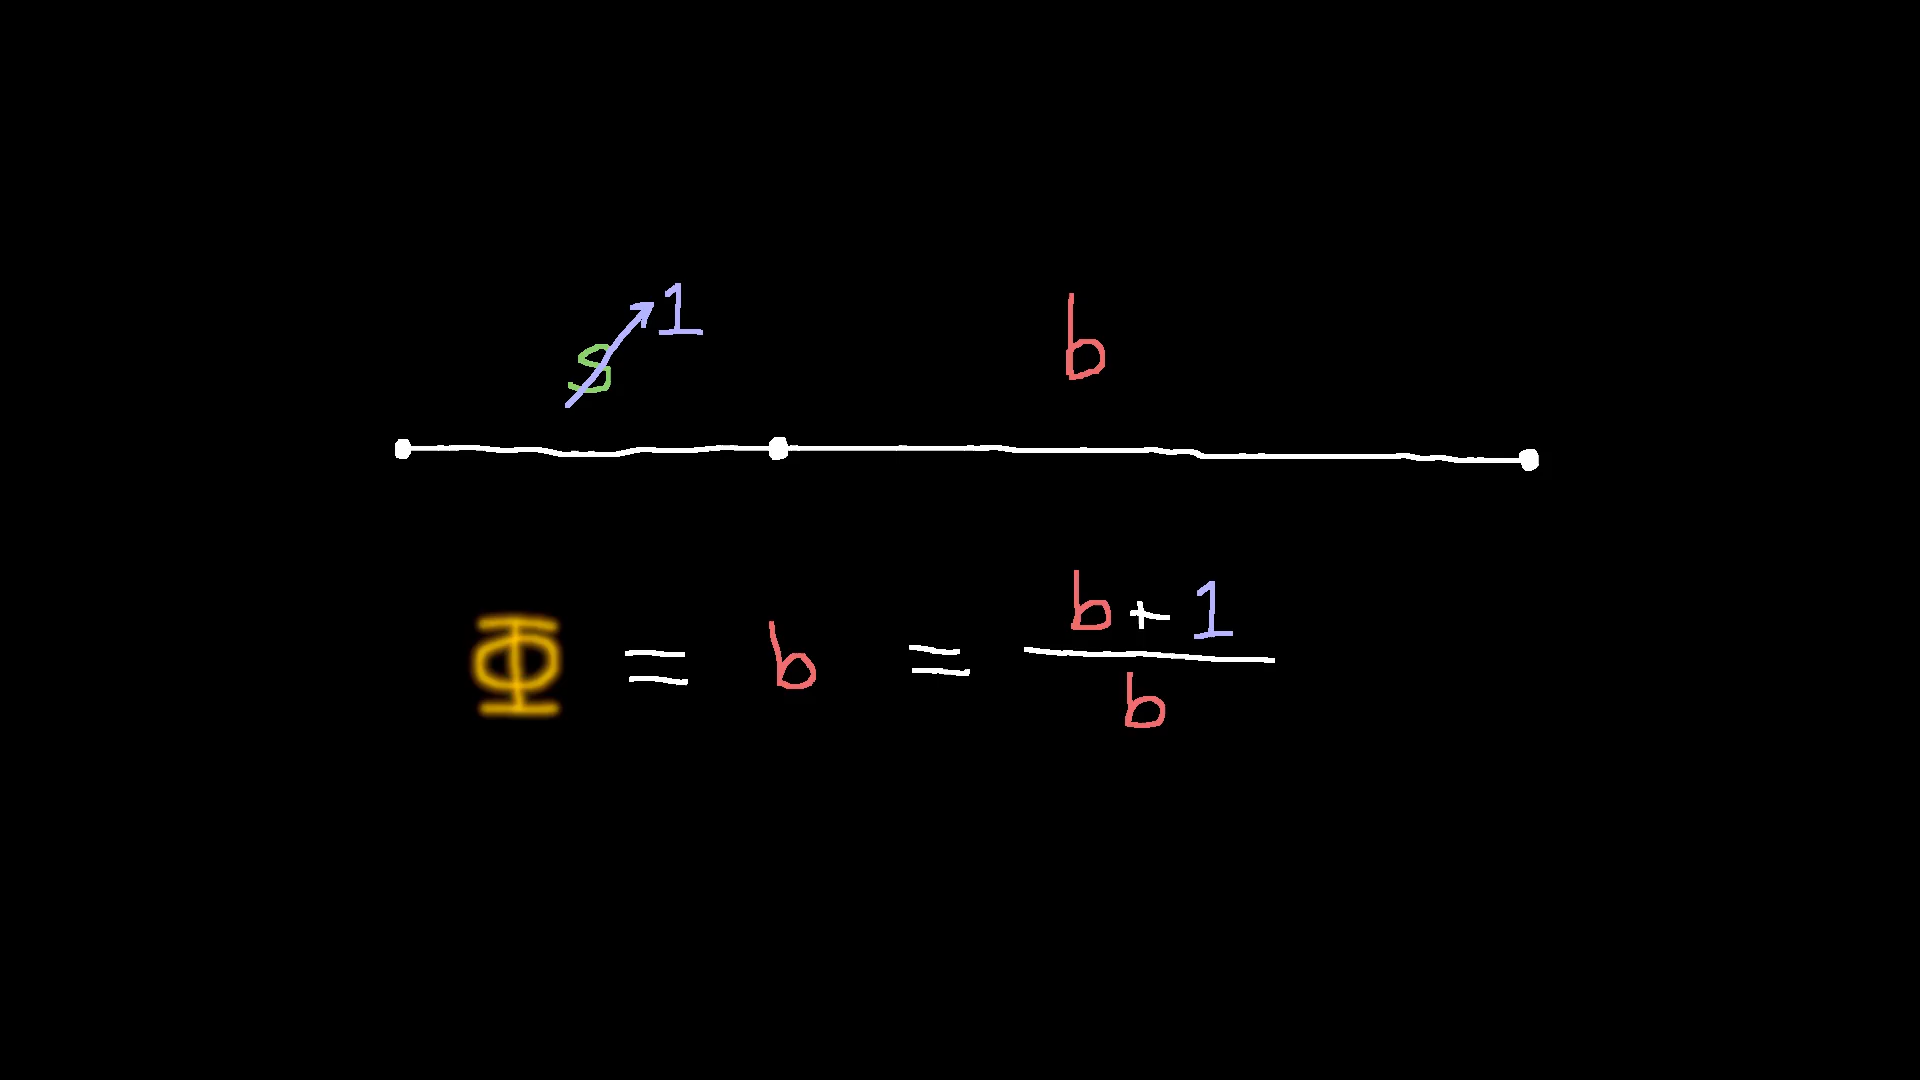 s 1 b
Φ = b = (b + 1) / b